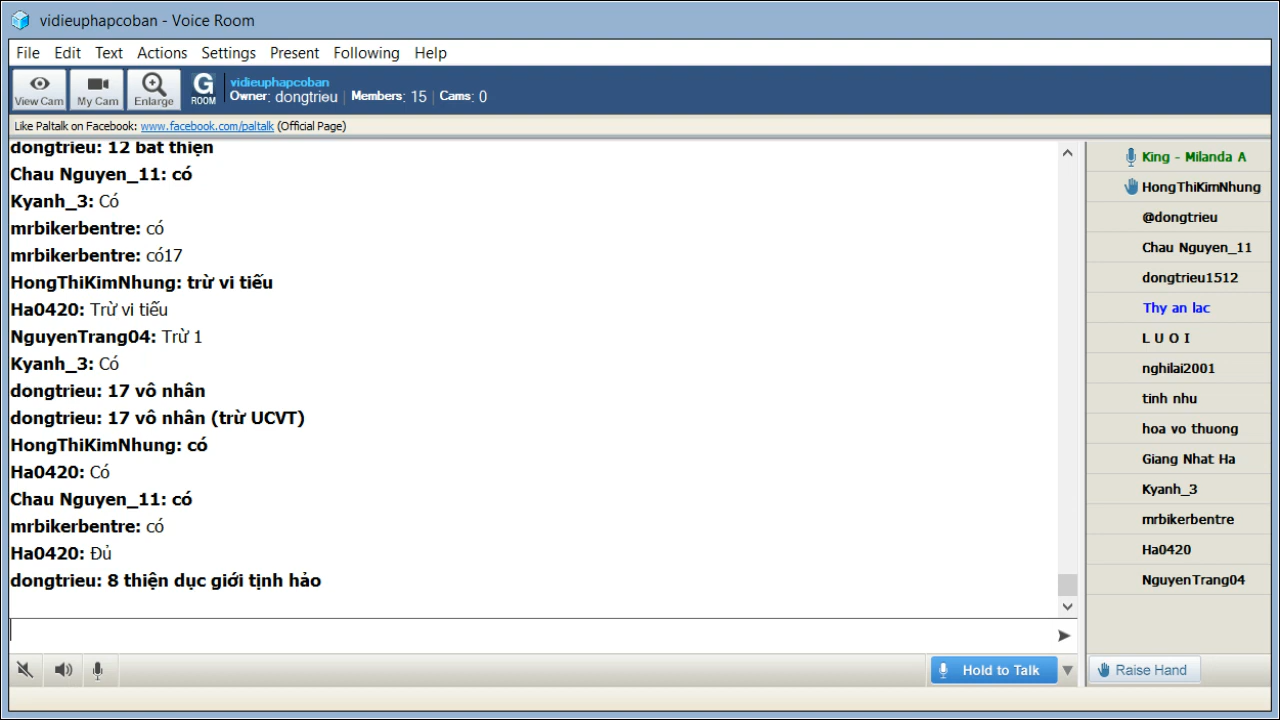 vidieuphapcoban - Voice Room
File Edit Text Actions Settings Present Following Help
View Cam
My Cam
Enlarge
G
ROOM
vidieuphapcoban
Owner: dongtrieu | Members: 15 | Cams: 0
Like Paltalk on Facebook: www.facebook.com/paltalk (Official Page)
dongtrieu: 12 bất thiện
Chau Nguyen_11: có
Kyanh_3: Có
mrbikerbentre: có
mrbikerbentre: có17
HongThiKimNhung: trừ vi tiếu
Ha0420: Trừ vi tiếu
NguyenTrang04: Trừ 1
Kyanh_3: Có
dongtrieu: 17 vô nhân
dongtrieu: 17 vô nhân (trừ UCVT)
HongThiKimNhung: có
Ha0420: Có
Chau Nguyen_11: có
mrbikerbentre: có
Ha0420: Đủ
dongtrieu: 8 thiện dục giới tịnh hảo
King - Milanda A
HongThiKimNhung
@dongtrieu
Chau Nguyen_11
dongtrieu1512
Thy an lac
L U O I
nghilai2001
tinh nhu
hoa vo thuong
Giang Nhat Ha
Kyanh_3
mrbikerbentre
Ha0420
NguyenTrang04
Hold to Talk
Raise Hand